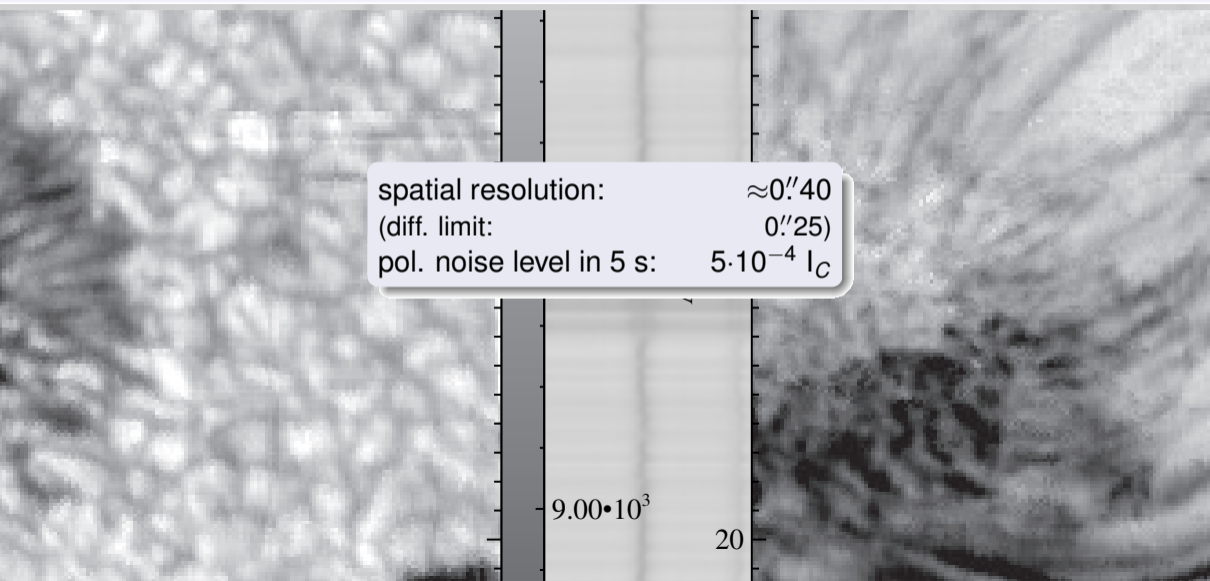 spatial resolution: ≈0.″40
(diff. limit: 0.″25)
pol. noise level in 5 s: 5·10⁻⁴ I_C
9.00•10³
20